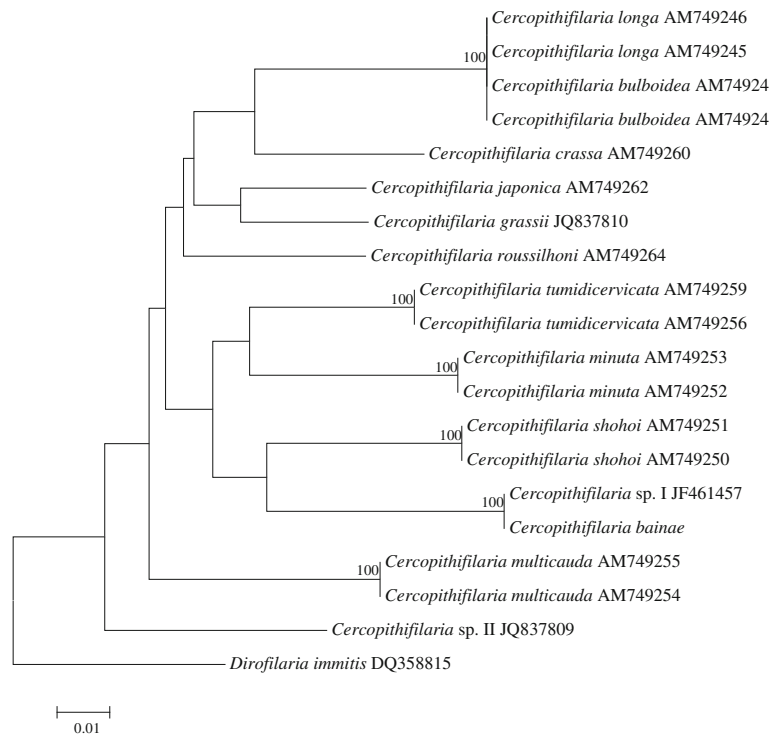 Cercopithifilaria longa AM749246
Cercopithifilaria longa AM749245
100
Cercopithifilaria bulboidea AM74924
Cercopithifilaria bulboidea AM74924
Cercopithifilaria crassa AM749260
Cercopithifilaria japonica AM749262
Cercopithifilaria grassii JQ837810
Cercopithifilaria roussilhoni AM749264
Cercopithifilaria tumidicervicata AM749259
100
Cercopithifilaria tumidicervicata AM749256
Cercopithifilaria minuta AM749253
100
Cercopithifilaria minuta AM749252
Cercopithifilaria shohoi AM749251
100
Cercopithifilaria shohoi AM749250
Cercopithifilaria sp. I JF461457
100
Cercopithifilaria bainae
Cercopithifilaria multicauda AM749255
100
Cercopithifilaria multicauda AM749254
Cercopithifilaria sp. II JQ837809
Dirofilaria immitis DQ358815
0.01